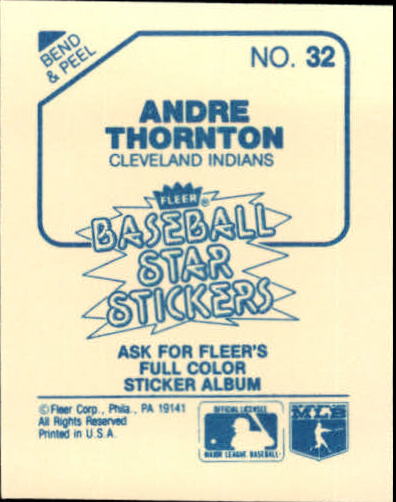 BEND
& PEEL
NO. 32
ANDRE
THORNTON
CLEVELAND INDIANS
FLEER®
BASEBALL
STAR
STICKERS
ASK FOR FLEER'S
FULL COLOR
STICKER ALBUM
© Fleer Corp., Phila., PA 19141
All Rights Reserved
Printed in U.S.A.
OFFICIAL LICENSEE
MAJOR LEAGUE BASEBALL
MLB